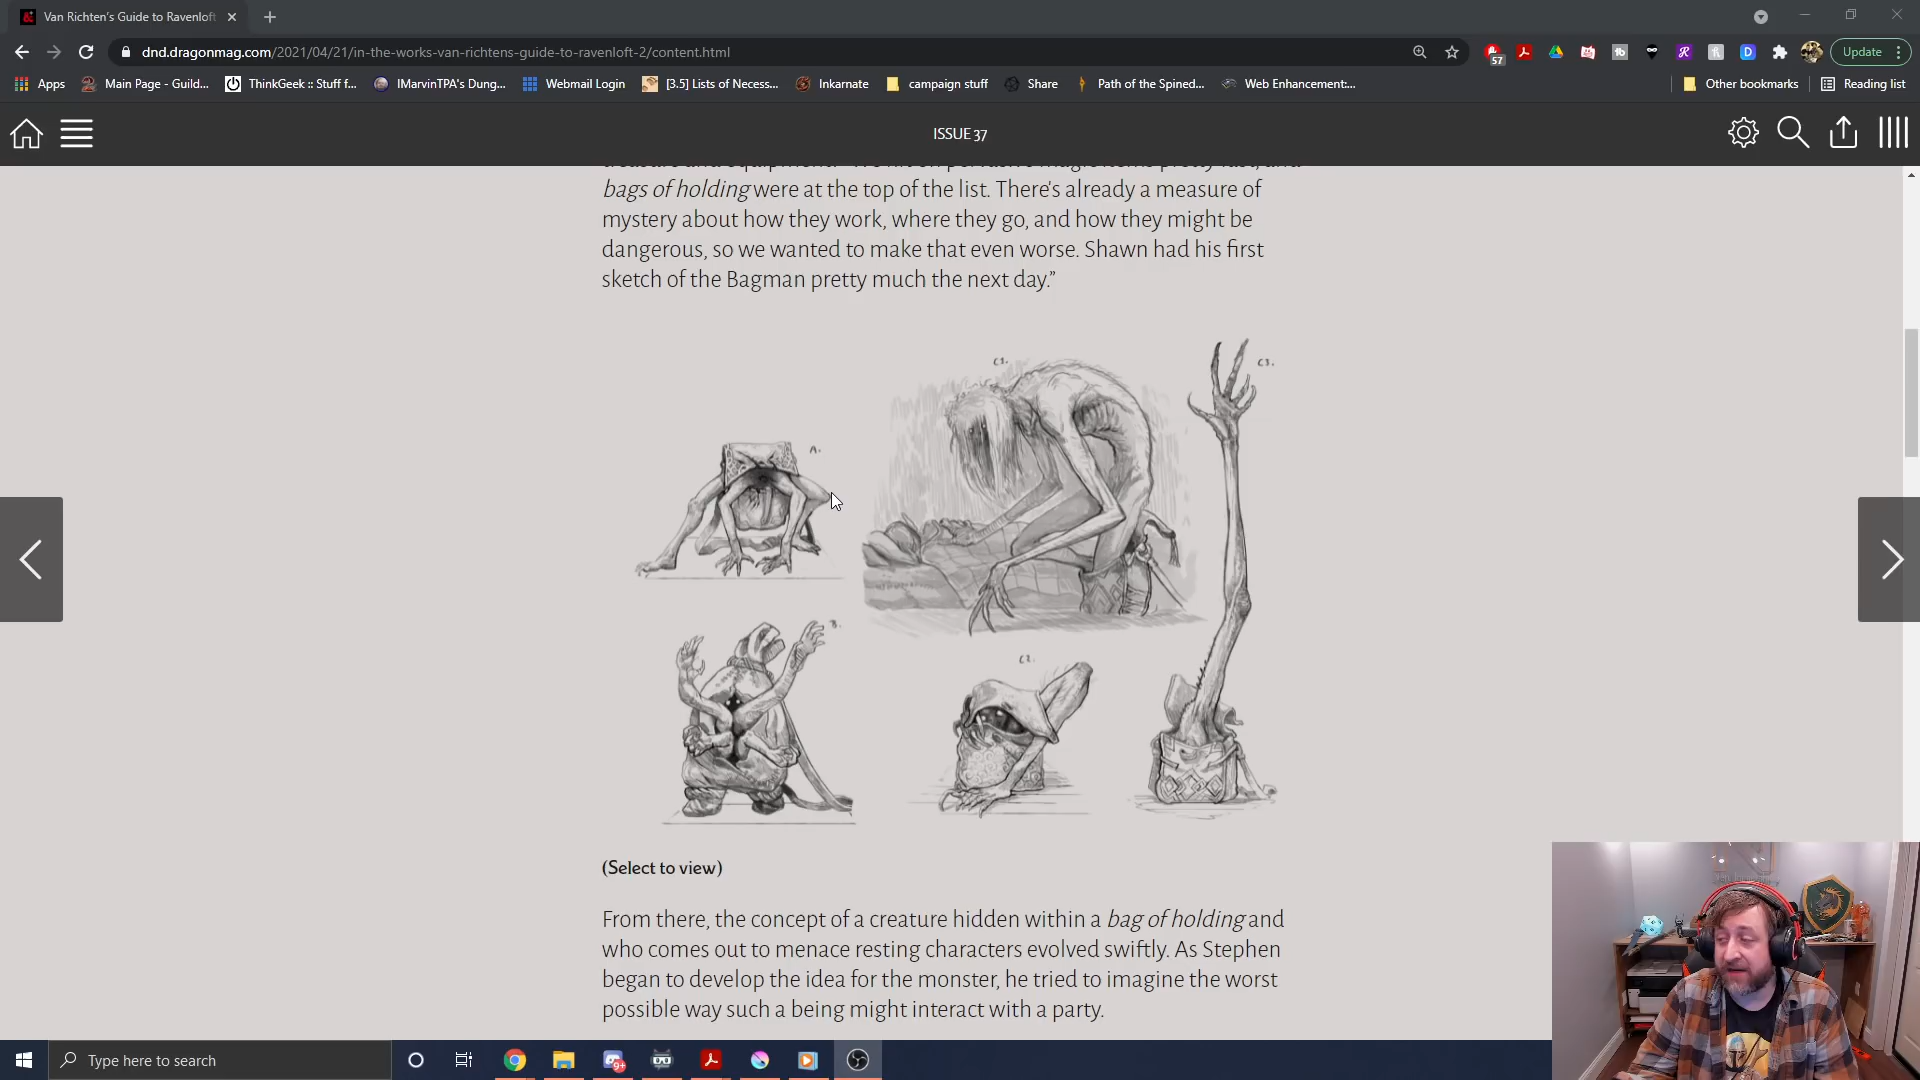 Van Richten's Guide to Ravenloft
dnd.dragonmag.com/2021/04/21/in-the-works-van-richtens-guide-to-ravenloft-2/content.html
57
Update
Apps
Main Page - Guild...
ThinkGeek :: Stuff f...
IMarvinTPA's Dung...
Webmail Login
[3.5] Lists of Necess...
Inkarnate
campaign stuff
Share
Path of the Spined...
Web Enhancement:...
Other bookmarks
Reading list
ISSUE 37
bags of holding were at the top of the list. There's already a measure of
mystery about how they work, where they go, and how they might be
dangerous, so we wanted to make that even worse. Shawn had his first
sketch of the Bagman pretty much the next day.”
A.
B.
C1.
C2.
C3.
(Select to view)
From there, the concept of a creature hidden within a bag of holding and
who comes out to menace resting characters evolved swiftly. As Stephen
began to develop the idea for the monster, he tried to imagine the worst
possible way such a being might interact with a party.
Type here to search
9+